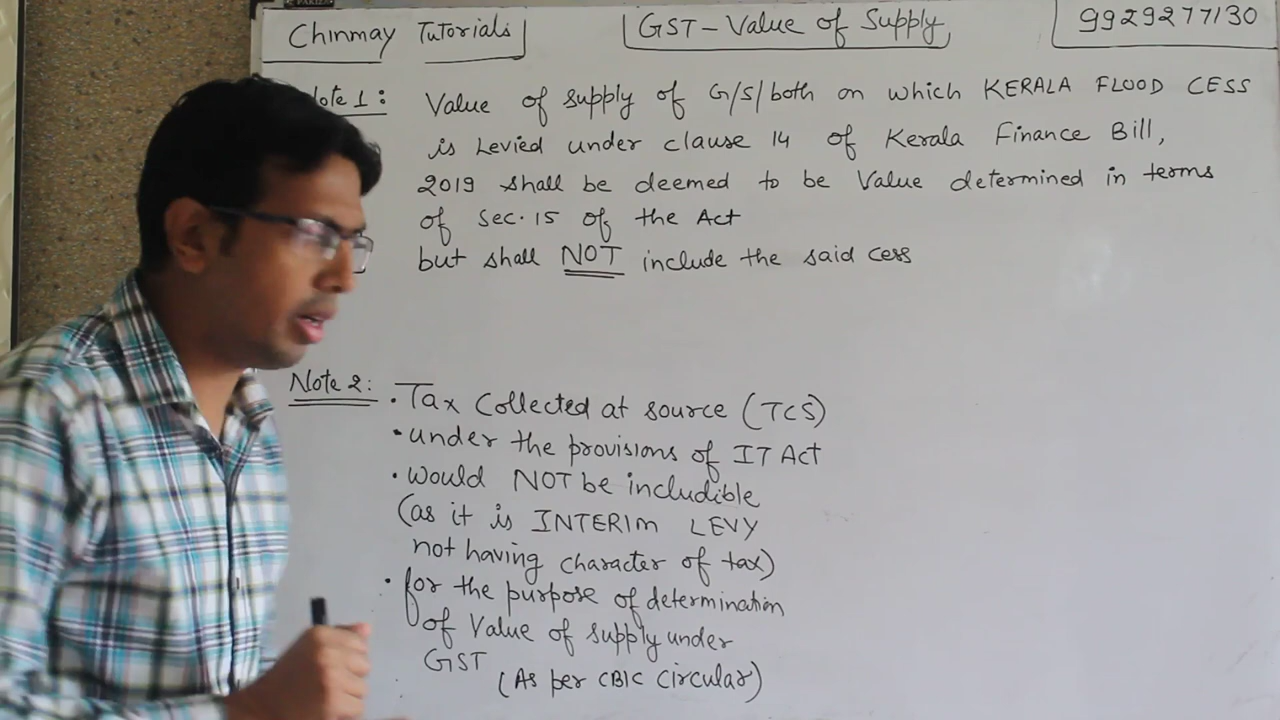 Chinmay Tutorials
GST - Value of Supply
9929277130
Note 1:
Value of supply of G/S/both on which KERALA FLOOD CESS
is Levied under clause 14 of Kerala Finance Bill,
2019 shall be deemed to be Value determined in terms
of Sec. 15 of the Act
but shall NOT include the said cess
Note 2:
• Tax Collected at source (TCS)
• under the provisions of IT Act
• would NOT be includible
(as it is INTERIM LEVY
not having character of tax)
• for the purpose of determination
of Value of supply under
GST
(As per CBIC circular)